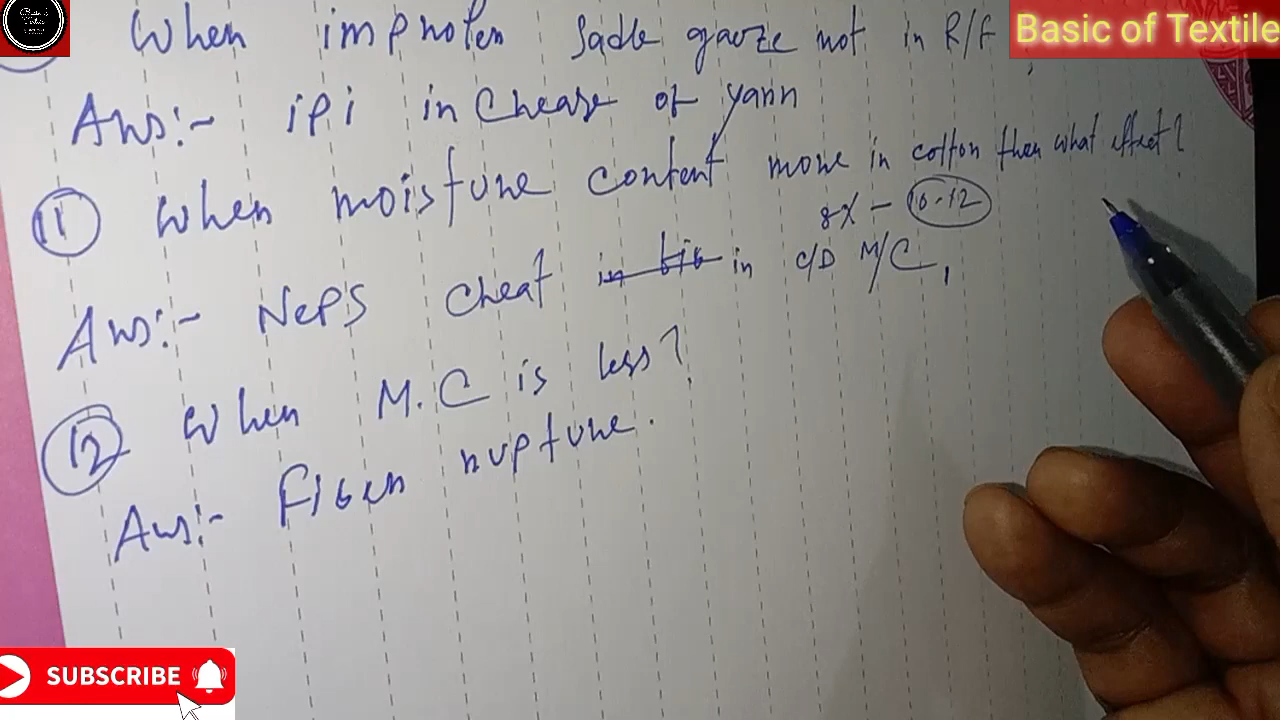 Basic of Textile
When improper Sadle gauze not in R/F,
Ans:- iPi increase of yarn
11 When moisture content more in cotton then what effect?
8% - 10-12
Ans:- NePS creat in c/D M/C,
12 When M.C is less?
Ans:- Fiber rupture.
SUBSCRIBE